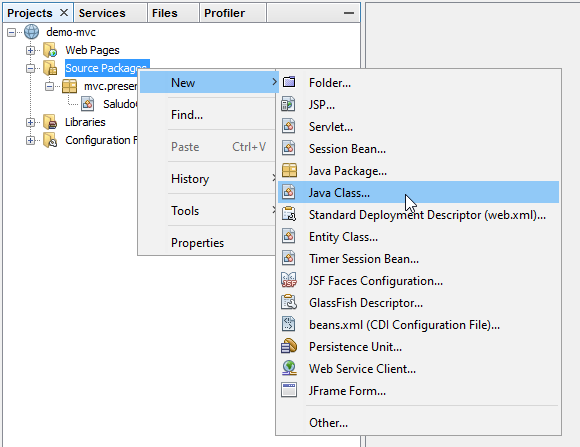 Projects × Services Files Profiler
demo-mvc
Web Pages
Source Packages
mvc.presen
Saludo
Libraries
Configuration F
New
Find...
Paste Ctrl+V
History
Tools
Properties
Folder...
JSP...
Servlet...
Session Bean...
Java Package...
Java Class...
Standard Deployment Descriptor (web.xml)...
Entity Class...
Timer Session Bean...
JSF Faces Configuration...
GlassFish Descriptor...
beans.xml (CDI Configuration File)...
Persistence Unit...
Web Service Client...
JFrame Form...
Other...